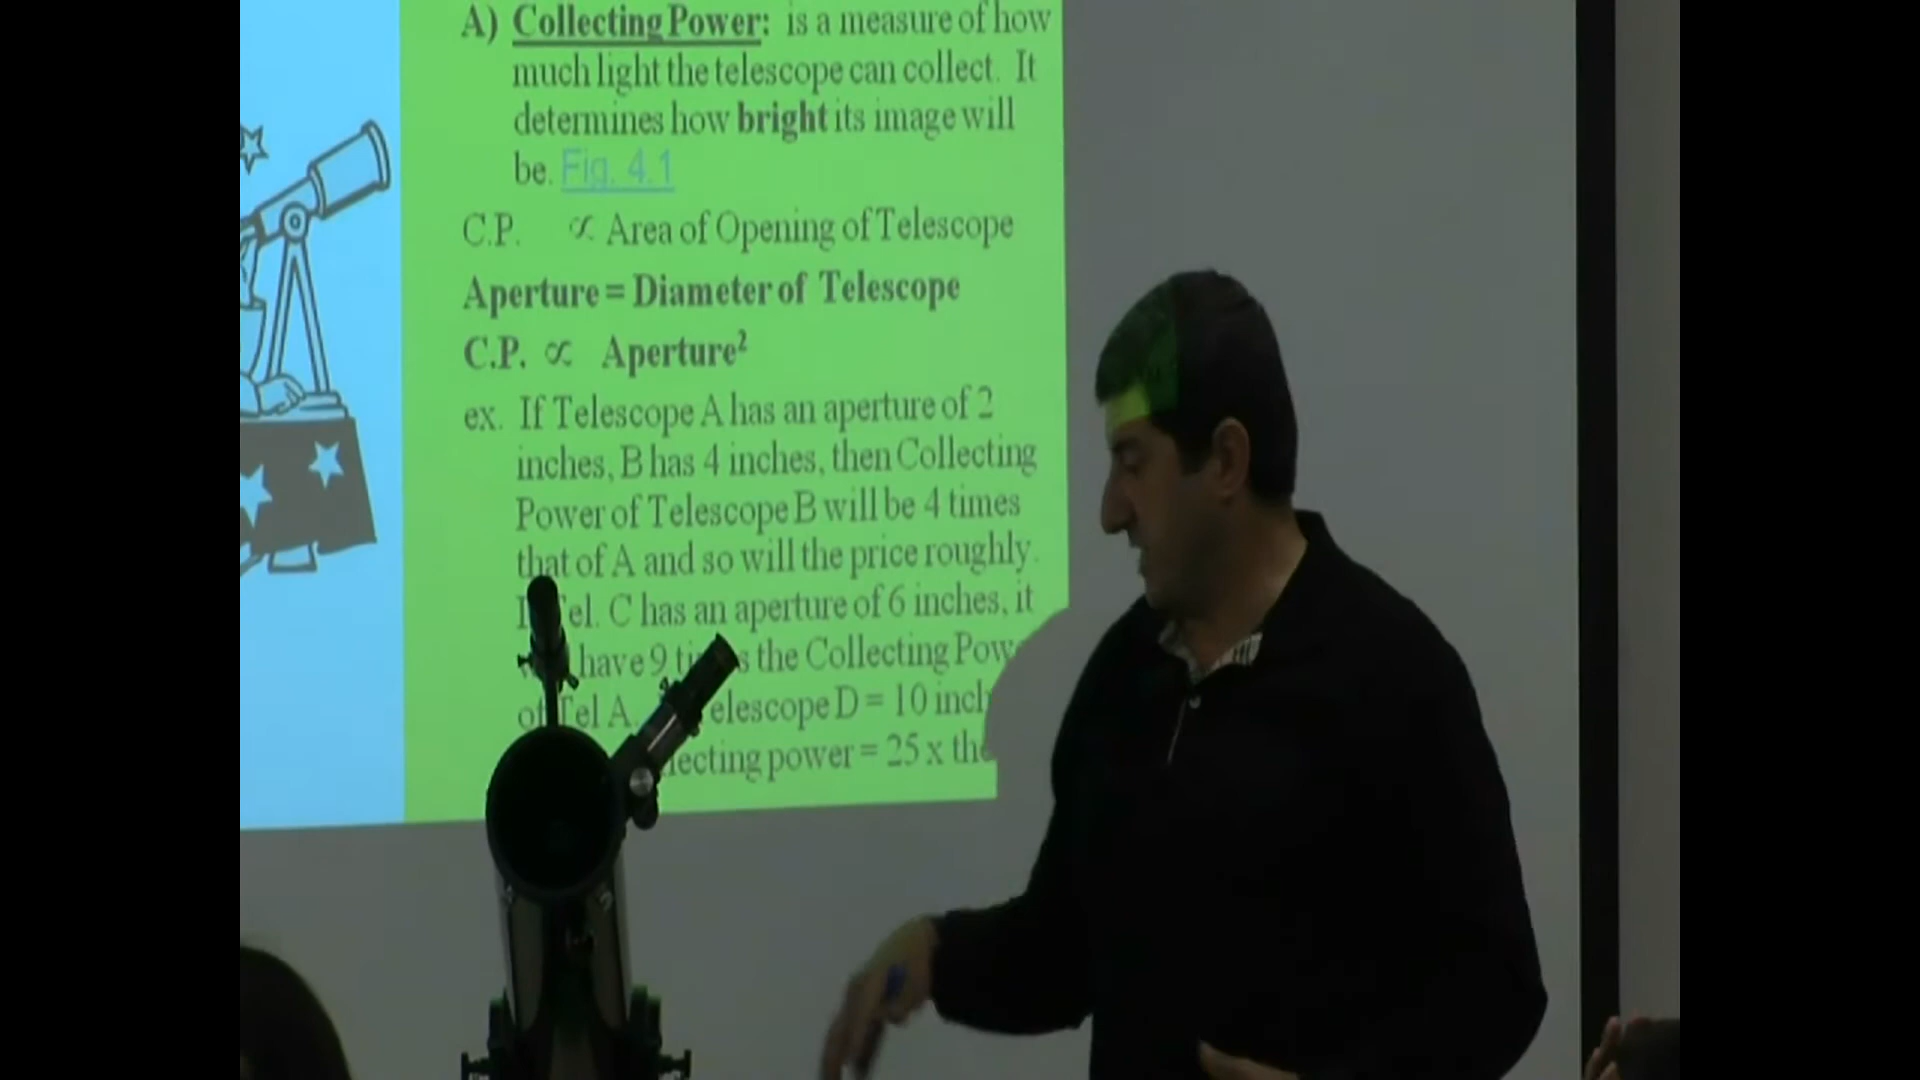 A) Collecting Power: is a measure of how
much light the telescope can collect. It
determines how bright its image will
be. Fig. 4.1
C.P. ∝ Area of Opening of Telescope
Aperture = Diameter of Telescope
C.P. ∝ Aperture²
ex. If Telescope A has an aperture of 2
inches, B has 4 inches, then Collecting
Power of Telescope B will be 4 times
that of A and so will the price roughly.
Tel. C has an aperture of 6 inches, it
have 9 times the Collecting
of Tel A. Telescope D = 10
power = 25 x